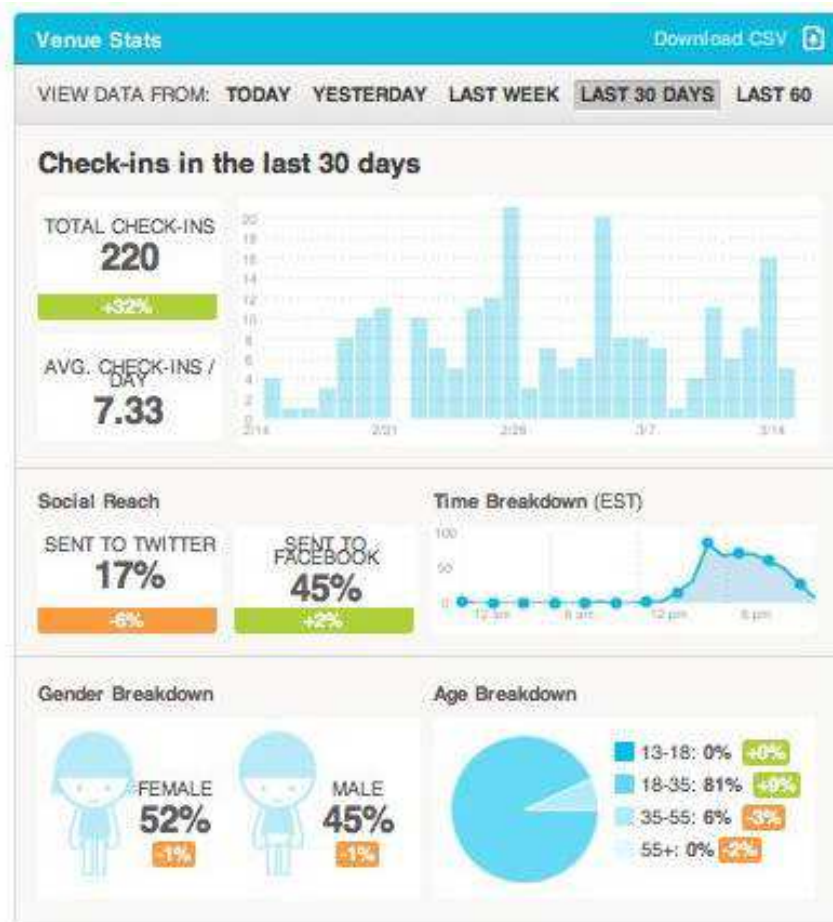 Venue Stats Download CSV
VIEW DATA FROM: TODAY YESTERDAY LAST WEEK LAST 30 DAYS LAST 60
Check-ins in the last 30 days
TOTAL CHECK-INS
220
+32%
AVG. CHECK-INS /
DAY
7.33
20
18
16
14
12
10
8
6
4
2
0
2/14 2/21 2/28 3/7 3/14
Social Reach
SENT TO TWITTER
17%
-6%
SENT TO
FACEBOOK
45%
+2%
Time Breakdown (EST)
100
50
0
12 am 6 am 12 pm 6 pm
Gender Breakdown
FEMALE
52%
-1%
MALE
45%
-1%
Age Breakdown
13-18: 0% +0%
18-35: 81% +9%
35-55: 6% -3%
55+: 0% -2%